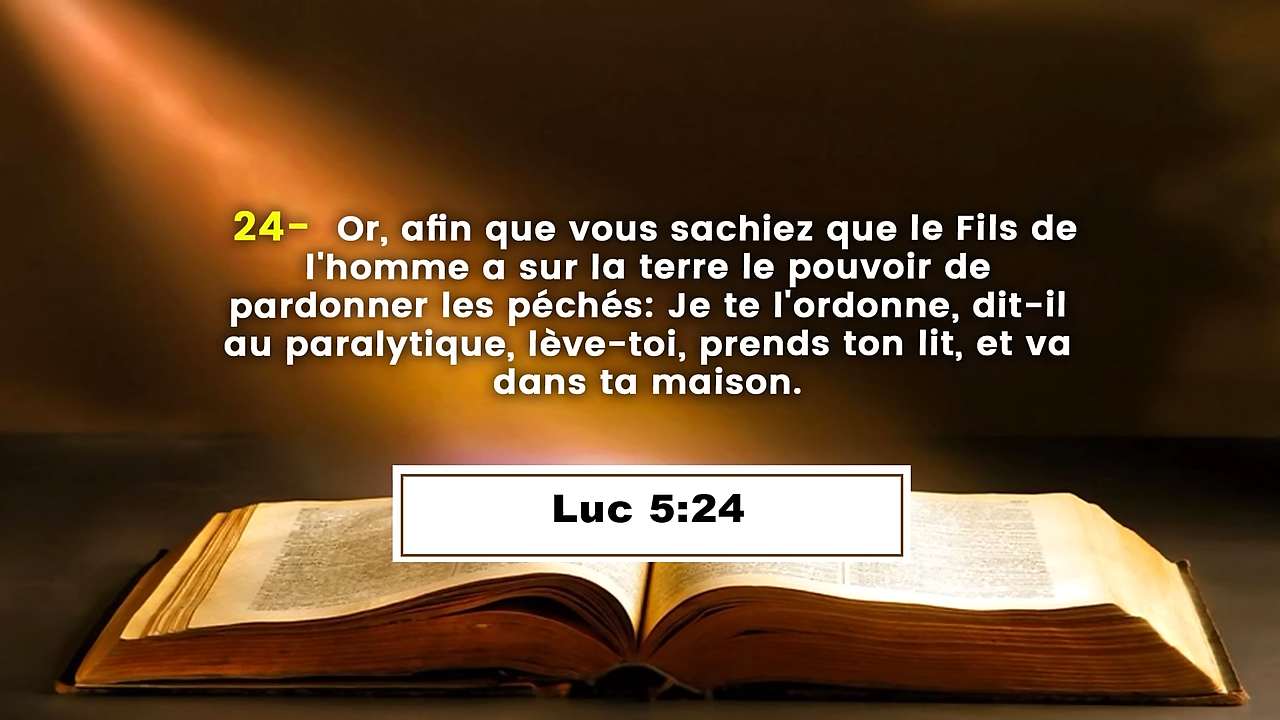 24- Or, afin que vous sachiez que le Fils de
l'homme a sur la terre le pouvoir de
pardonner les péchés: Je te l'ordonne, dit-il
au paralytique, lève-toi, prends ton lit, et va
dans ta maison.
Luc 5:24